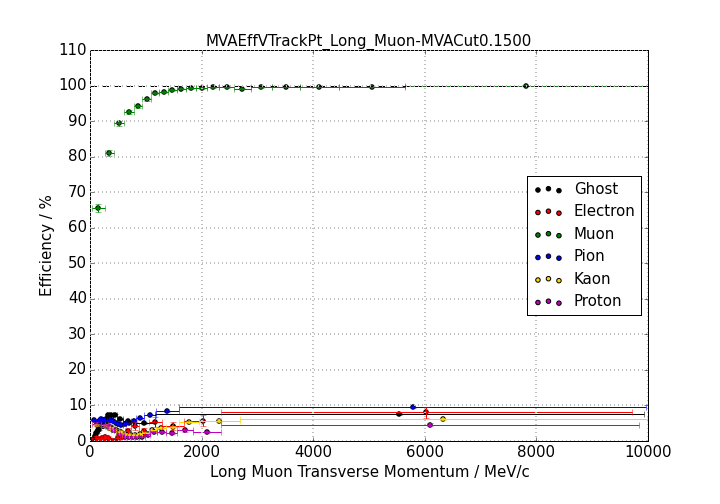 MVAEffVTrackPt_Long_Muon-MVACut0.1500
110
100
90
80
70
60
50
40
30
20
10
0
Efficiency / %
Ghost
Electron
Muon
Pion
Kaon
Proton
0 2000 4000 6000 8000 10000
Long Muon Transverse Momentum / MeV/c